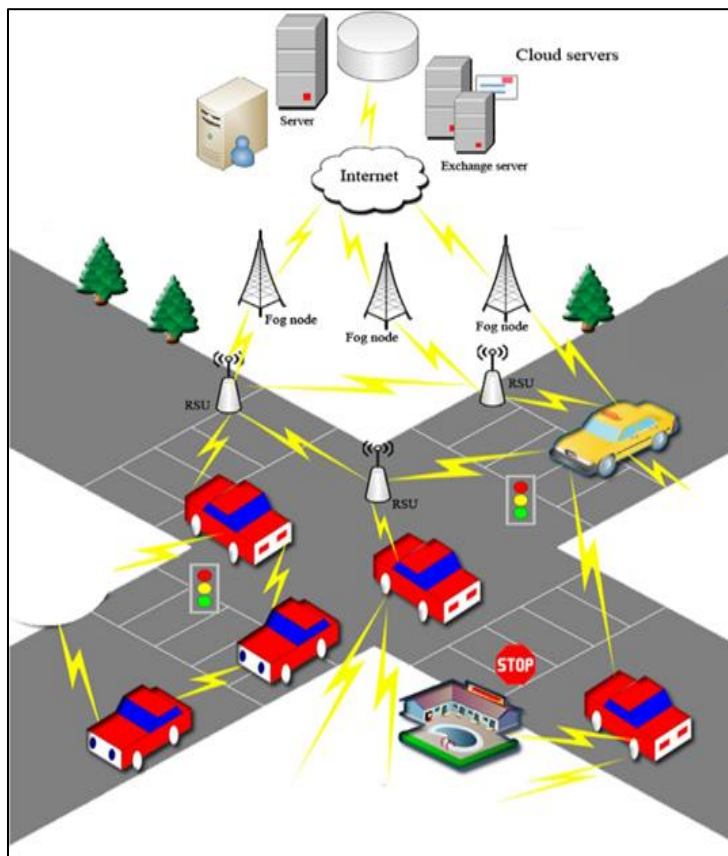 Cloud servers
Server
Exchange server
Internet
Fog node
Fog node
Fog node
RSU
RSU
RSU
STOP